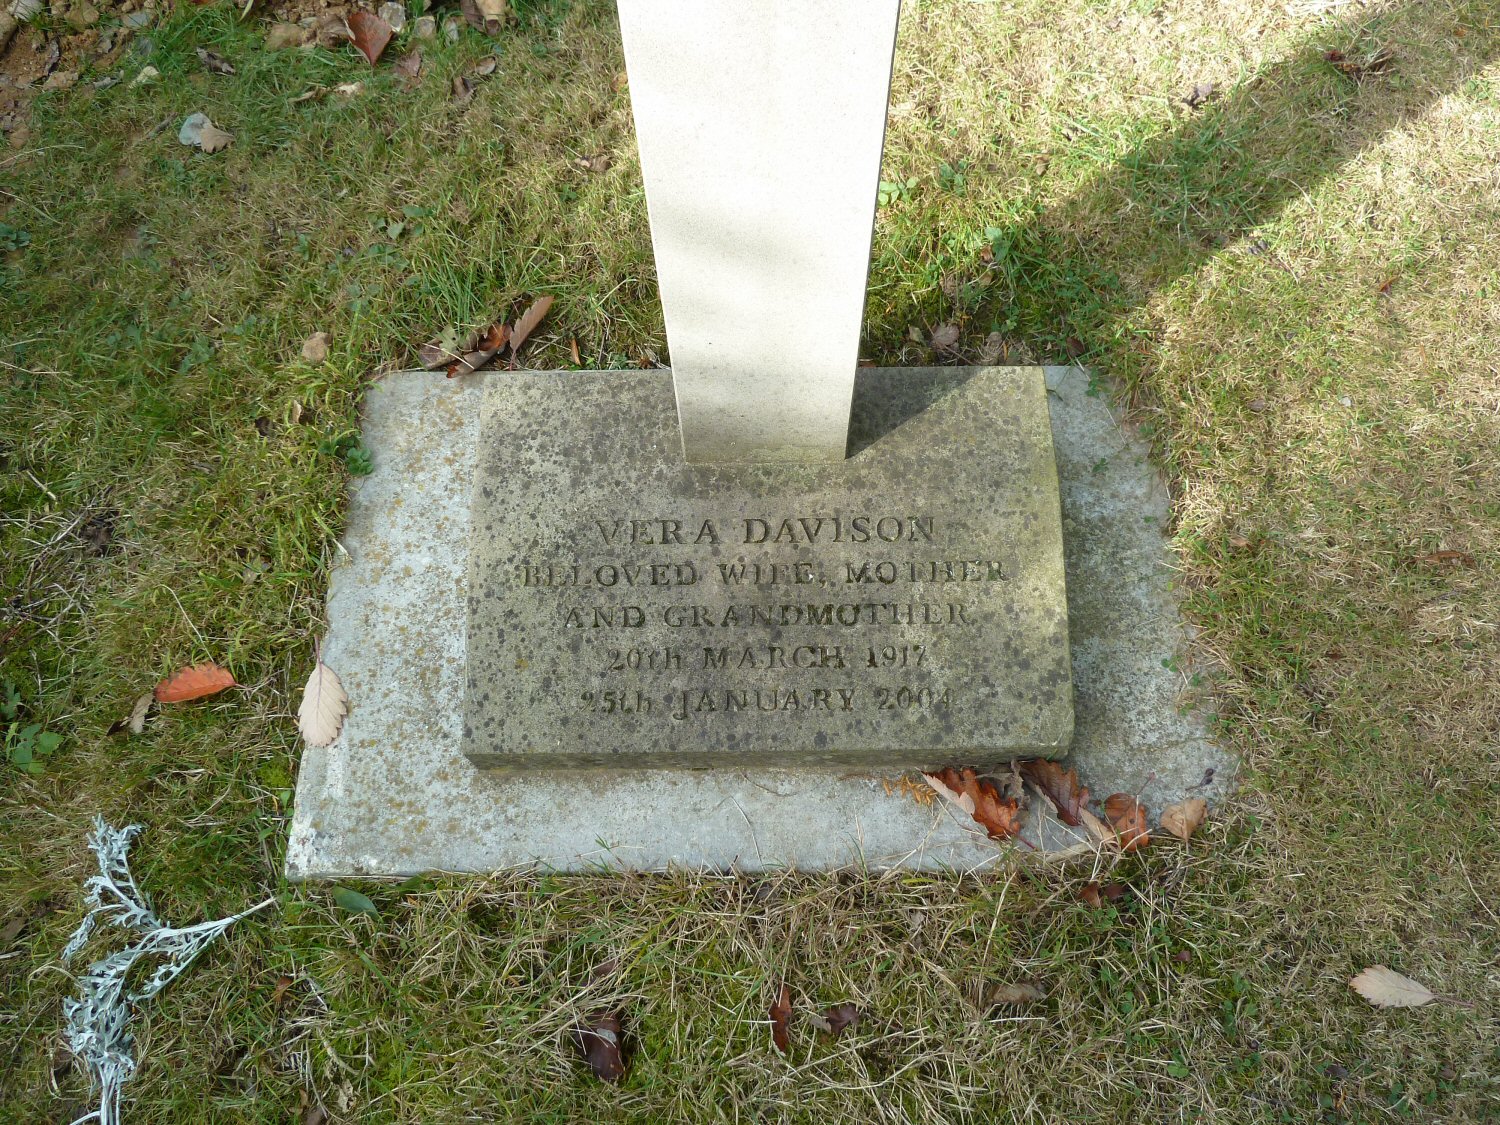 VERA DAVISON
BELOVED WIFE, MOTHER
AND GRANDMOTHER
20th MARCH 1917
25th JANUARY 2004